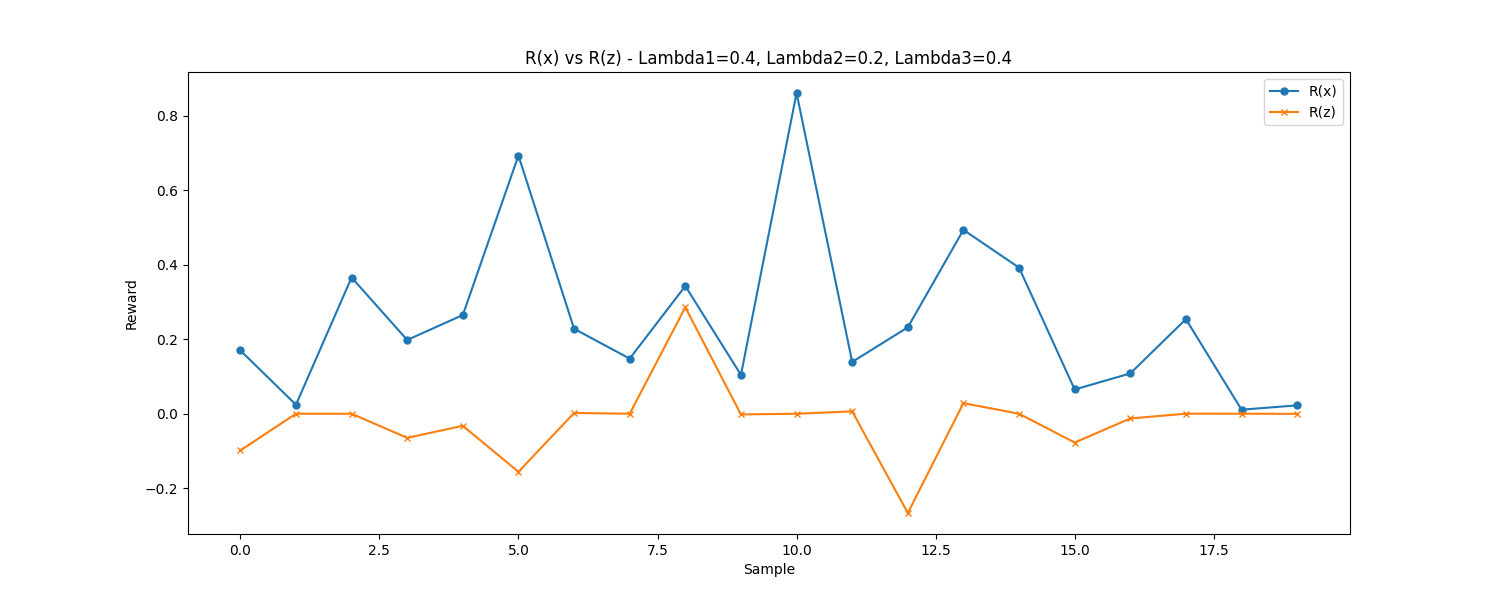 R(x) vs R(z) - Lambda1=0.4, Lambda2=0.2, Lambda3=0.4
R(x)
R(z)
Reward
0.8
0.6
0.4
0.2
0.0
−0.2
0.0 2.5 5.0 7.5 10.0 12.5 15.0 17.5
Sample